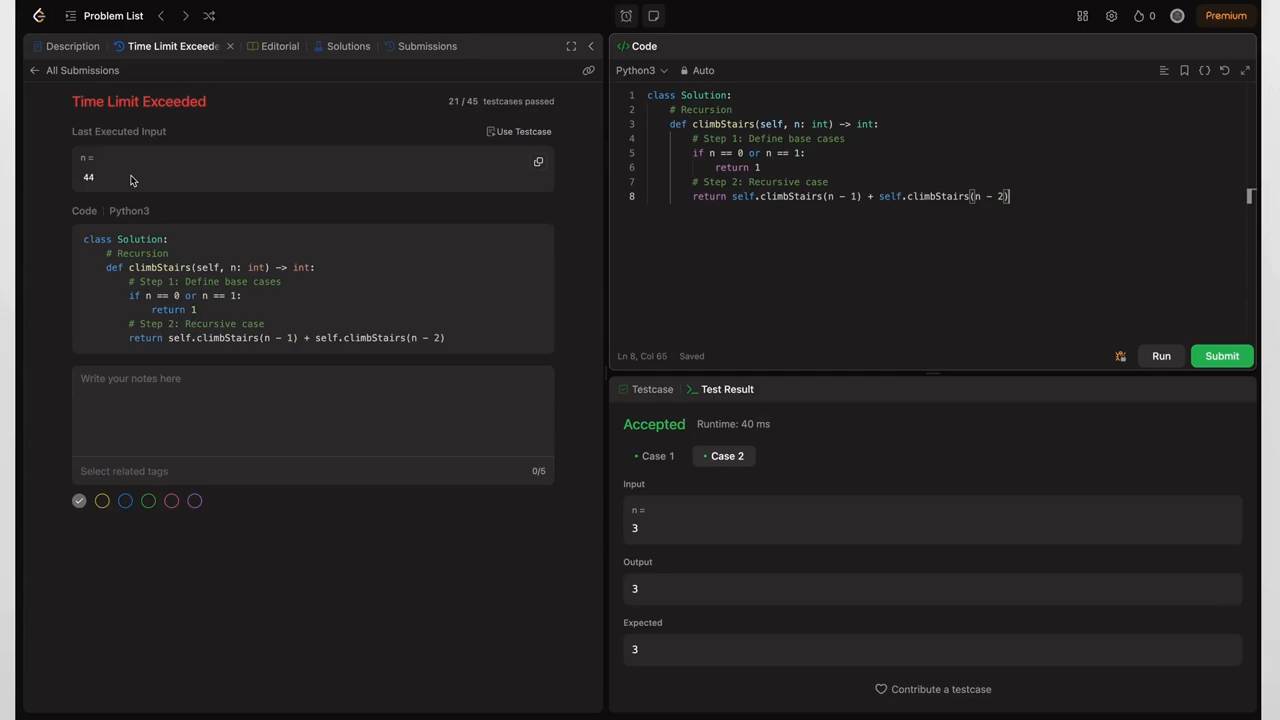 Problem List
0
Premium
Description
Time Limit Exceede
Editorial
Solutions
Submissions
All Submissions
Time Limit Exceeded
21 / 45 testcases passed
Last Executed Input
Use Testcase
n =
44
Code
Python3
class Solution:
# Recursion
def climbStairs(self, n: int) -> int:
# Step 1: Define base cases
if n == 0 or n == 1:
return 1
# Step 2: Recursive case
return self.climbStairs(n - 1) + self.climbStairs(n - 2)
Write your notes here
Select related tags
0/5
</> Code
Python3
Auto
1 class Solution:
2 # Recursion
3 def climbStairs(self, n: int) -> int:
4 # Step 1: Define base cases
5 if n == 0 or n == 1:
6 return 1
7 # Step 2: Recursive case
8 return self.climbStairs(n - 1) + self.climbStairs(n - 2)
Ln 8, Col 65
Saved
Run
Submit
Testcase
>_ Test Result
Accepted
Runtime: 40 ms
• Case 1
• Case 2
Input
n =
3
Output
3
Expected
3
Contribute a testcase